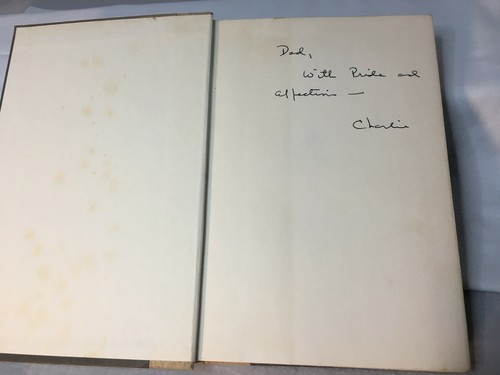 Dad,
With Pride and
affection —
Charlie